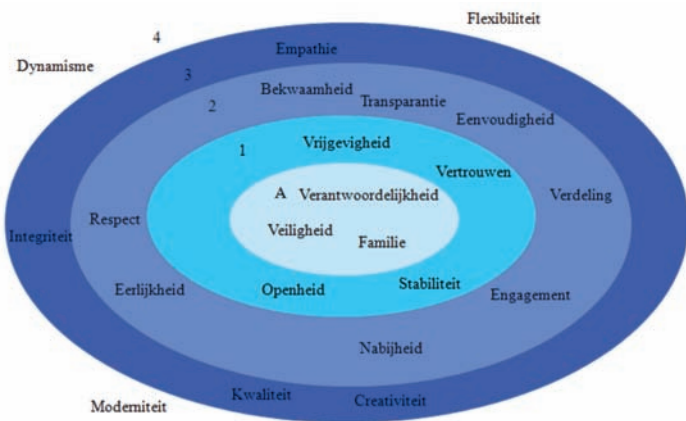 Flexibiliteit
4
Empathie
Dynamisme
3
Bekwaamheid
2
Transparantie
Eenvoudigheid
1
Vrijgevigheid
Vertrouwen
A
Verantwoordelijkheid
Verdeling
Respect
Veiligheid
Integriteit
Familie
Eerlijkheid
Openheid
Stabiliteit
Engagement
Nabijheid
Moderniteit
Kwaliteit
Creativiteit